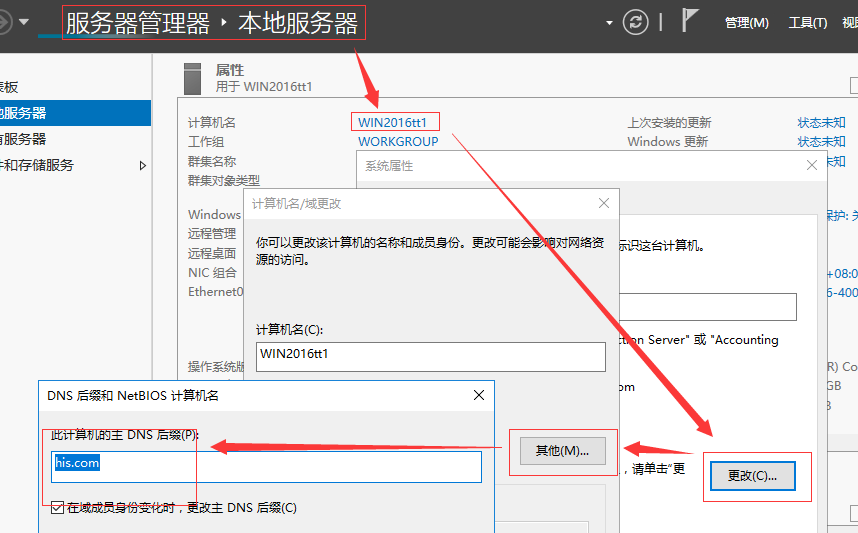 服务器管理器 › 本地服务器
管理(M) 工具(T)
属性
用于 WIN2016tt1
服务器
服务器
和存储服务
计算机名 WIN2016tt1 上次安装的更新 状态未知
工作组 WORKGROUP Windows 更新 状态未知
群集名称 未知
群集对象类型
系统属性
计算机名/域更改
Windows
远程管理
远程桌面
NIC 组合
Ethernet0
操作系统版
保护: 关
+08:0
6-400
R) Co
GB
你可以更改该计算机的名称和成员身份。更改可能会影响对网络资
源的访问。
标识这台计算机。
计算机名(C):
WIN2016tt1
ction Server" 或 "Accounting
om
DNS 后缀和 NetBIOS 计算机名
此计算机的主 DNS 后缀(P):
his.com
在域成员身份变化时，更改主 DNS 后缀(C)
其他(M)...
，请单击"更
更改(C)...